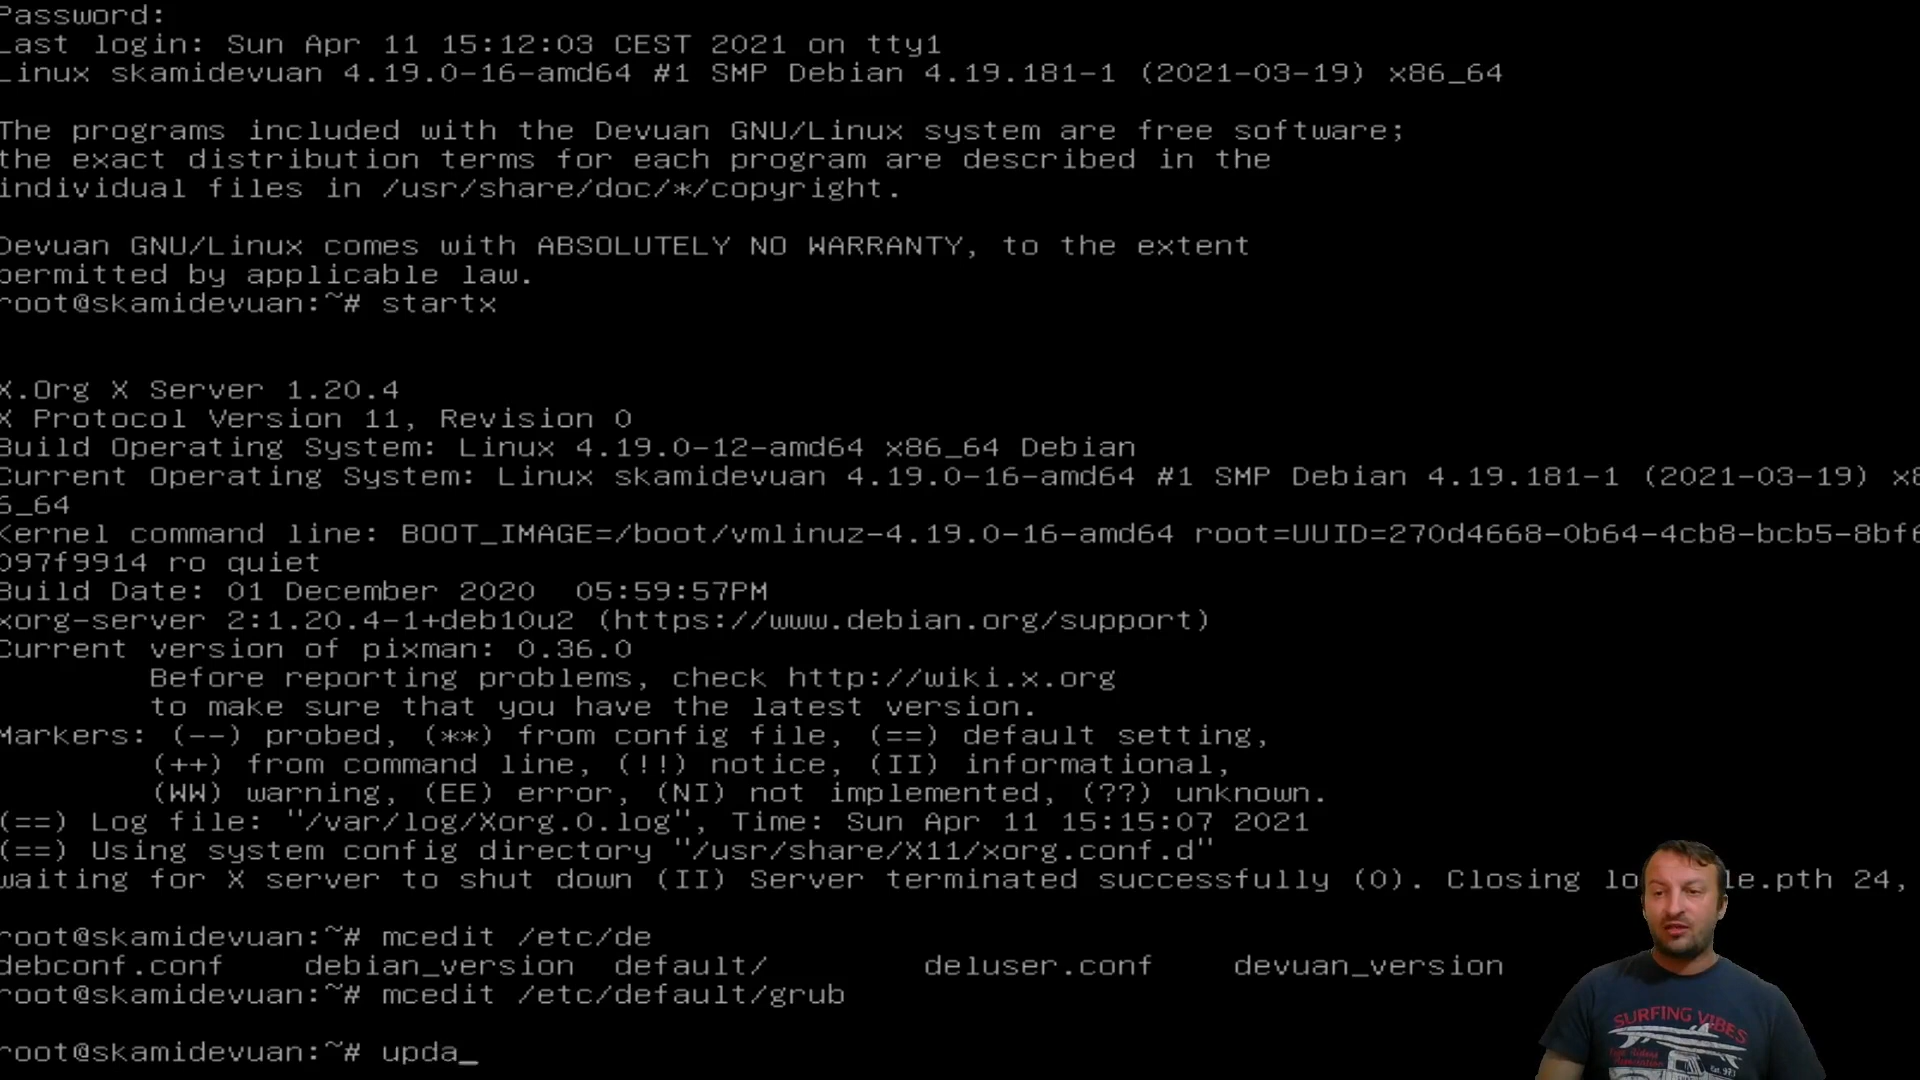 Password:
Last login: Sun Apr 11 15:12:03 CEST 2021 on tty1
Linux skamidevuan 4.19.0-16-amd64 #1 SMP Debian 4.19.181-1 (2021-03-19) x86_64
The programs included with the Devuan GNU/Linux system are free software;
the exact distribution terms for each program are described in the
individual files in /usr/share/doc/*/copyright.
Devuan GNU/Linux comes with ABSOLUTELY NO WARRANTY, to the extent
permitted by applicable law.
root@skamidevuan:~# startx
X.Org X Server 1.20.4
X Protocol Version 11, Revision 0
Build Operating System: Linux 4.19.0-12-amd64 x86_64 Debian
Current Operating System: Linux skamidevuan 4.19.0-16-amd64 #1 SMP Debian 4.19.181-1 (2021-03-19) x8
6_64
Kernel command line: BOOT_IMAGE=/boot/vmlinuz-4.19.0-16-amd64 root=UUID=270d4668-0b64-4cb8-bcb5-8bf6
097f9914 ro quiet
Build Date: 01 December 2020  05:59:57PM
xorg-server 2:1.20.4-1+deb10u2 (https://www.debian.org/support)
Current version of pixman: 0.36.0
Before reporting problems, check http://wiki.x.org
to make sure that you have the latest version.
Markers: (--) probed, (**) from config file, (==) default setting,
(++) from command line, (!!) notice, (II) informational,
(WW) warning, (EE) error, (NI) not implemented, (??) unknown.
(==) Log file: "/var/log/Xorg.0.log", Time: Sun Apr 11 15:15:07 2021
(==) Using system config directory "/usr/share/X11/xorg.conf.d"
waiting for X server to shut down (II) Server terminated successfully (0). Closing lo le.pth 24,
root@skamidevuan:~# mcedit /etc/de
debconf.conf debian_version default/ deluser.conf devuan_version
root@skamidevuan:~# mcedit /etc/default/grub
root@skamidevuan:~# upda_
SURFING VIBES